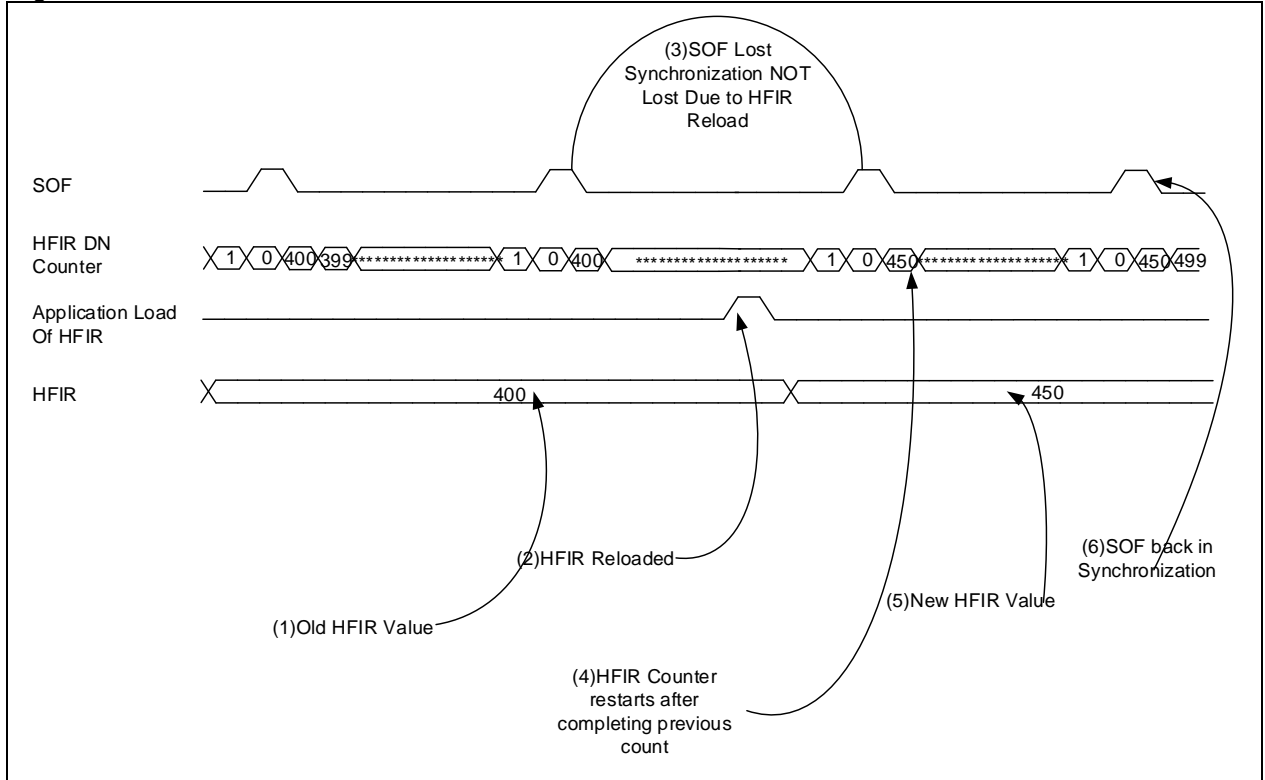 (3)SOF Lost
Synchronization NOT
Lost Due to HFIR
Reload
SOF
HFIR DN
Counter
1 0 400 399 ****************** 1 0 400 ******************** 1 0 450 ****************** 1 0 450 499
Application Load
Of HFIR
HFIR
400
450
(2)HFIR Reloaded
(6)SOF back in
Synchronization
(5)New HFIR Value
(1)Old HFIR Value
(4)HFIR Counter
restarts after
completing previous
count